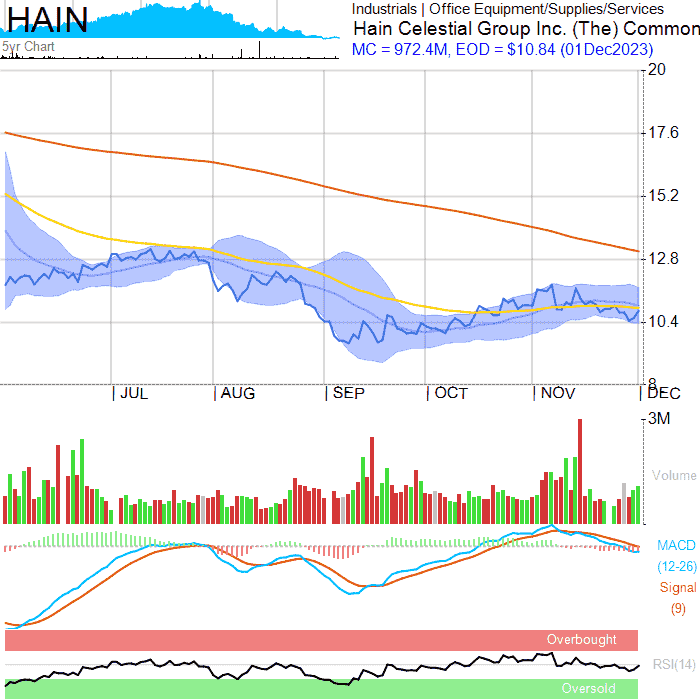 HAIN
5yr Chart
Industrials | Office Equipment/Supplies/Services
Hain Celestial Group Inc. (The) Common
MC = 972.4M, EOD = $10.84 (01Dec2023)
20
17.6
15.2
12.8
10.4
8
JUL AUG SEP OCT NOV DEC
3M
Volume
MACD
(12-26)
Signal
(9)
Overbought
RSI(14)
Oversold